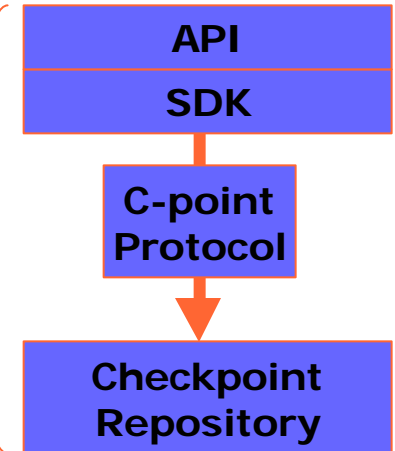 API
SDK
C-point
Protocol
Checkpoint
Repository